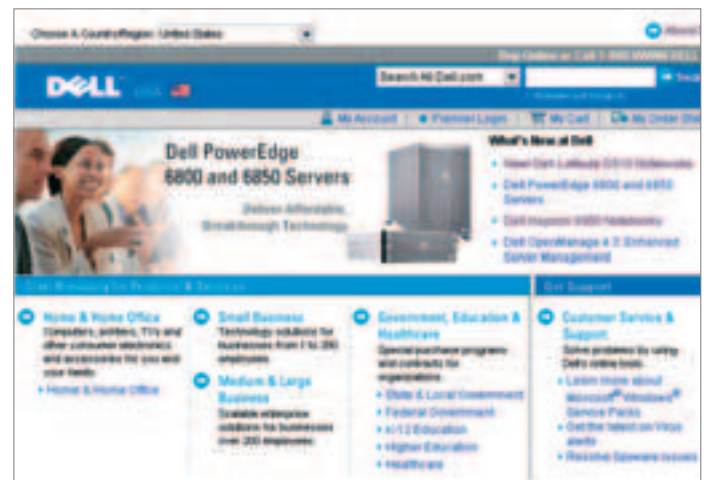 Choose A Country/Region: United States
About
Buy Online or Call 1-800-WWW-DELL
DELL USA
Search All Dell.com
My Account Premier Login My Cart My Order Sta
Dell PowerEdge
6800 and 6850 Servers
Deliver Affordable,
Breakthrough Technology
What's New at Dell
New! Dell Latitude D510 Notebooks
Dell PowerEdge 6800 and 6850
Servers
Dell Inspiron 6000 Notebooks
Dell OpenManage 4.3: Enhanced
Server Management
Start Browsing for Products & Services
Get Support
Home & Home Office
Computers, printers, TVs and
other consumer electronics
and accessories for you and
your family.
Home & Home Office
Small Business
Technology solutions for
businesses from 1 to 200
employees
Medium & Large
Business
Scalable enterprise
solutions for businesses
over 200 employees.
Government, Education &
Healthcare
Special purchase programs
and contracts for
organizations.
State & Local Government
Federal Government
K-12 Education
Higher Education
Healthcare
Customer Service &
Support
Solve problems by using
Dell's online tools.
Learn more about
Microsoft® Windows®
Service Packs
Get the latest on Virus
alerts
Resolve Spyware Issues